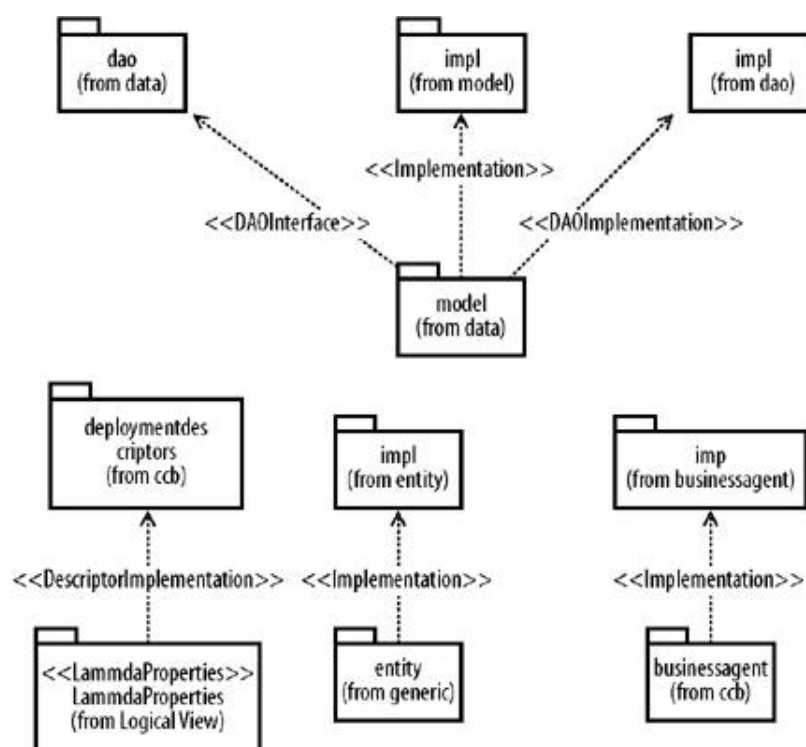 dao
(from data)
impl
(from model)
impl
(from dao)
<<Implementation>>
<<DAOInterface>>
<<DAOImplementation>>
model
(from data)
deploymentdes
criptors
(from ccb)
impl
(from entity)
imp
(from businessagent)
<<DescriptorImplementation>>
<<Implementation>>
<<Implementation>>
<<LammdaProperties>>
LammdaProperties
(from Logical View)
entity
(from generic)
businessagent
(from ccb)